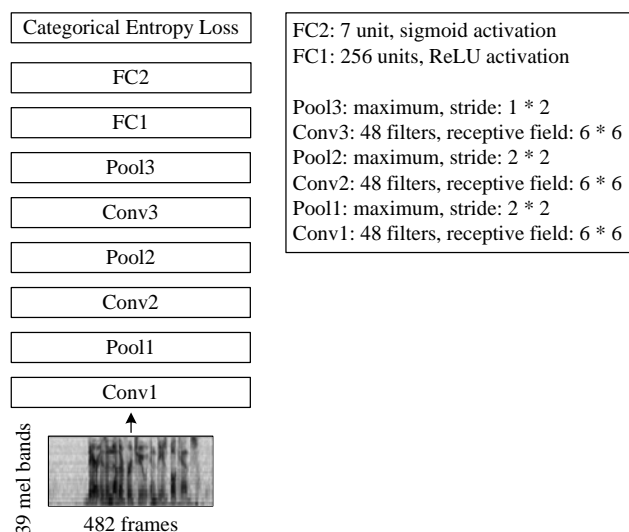 Categorical Entropy Loss
FC2
FC1
Pool3
Conv3
Pool2
Conv2
Pool1
Conv1
39 mel bands
482 frames
FC2: 7 unit, sigmoid activation
FC1: 256 units, ReLU activation
Pool3: maximum, stride: 1 * 2
Conv3: 48 filters, receptive field: 6 * 6
Pool2: maximum, stride: 2 * 2
Conv2: 48 filters, receptive field: 6 * 6
Pool1: maximum, stride: 2 * 2
Conv1: 48 filters, receptive field: 6 * 6